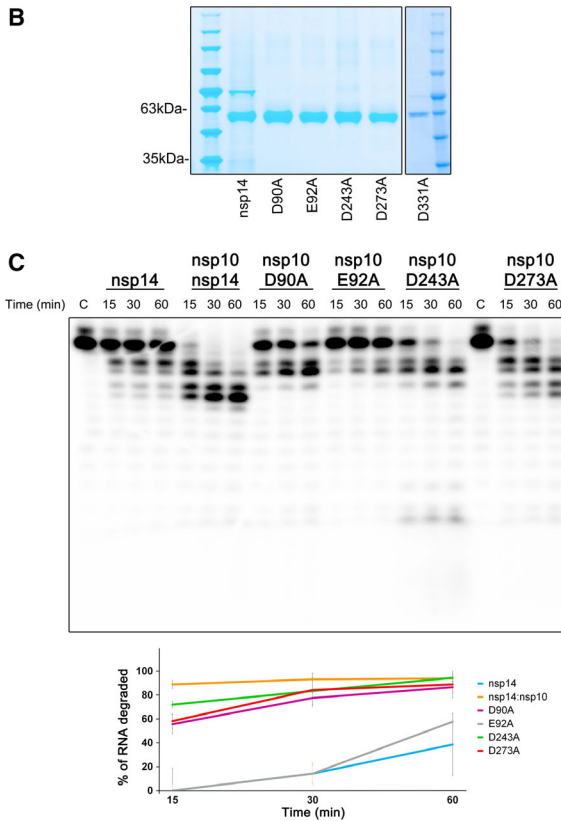 B
63kDa-
35kDa-
nsp14
D90A
E92A
D243A
D273A
D331A
C
nsp10 nsp10 nsp10 nsp10 nsp10
nsp14 nsp14 D90A E92A D243A D273A
Time (min) C 15 30 60 15 30 60 15 30 60 15 30 60 15 30 60 C 15 30 60
100
80
60
40
20
0
% of RNA degraded
15 30 60
Time (min)
nsp14
nsp14:nsp10
D90A
E92A
D243A
D273A